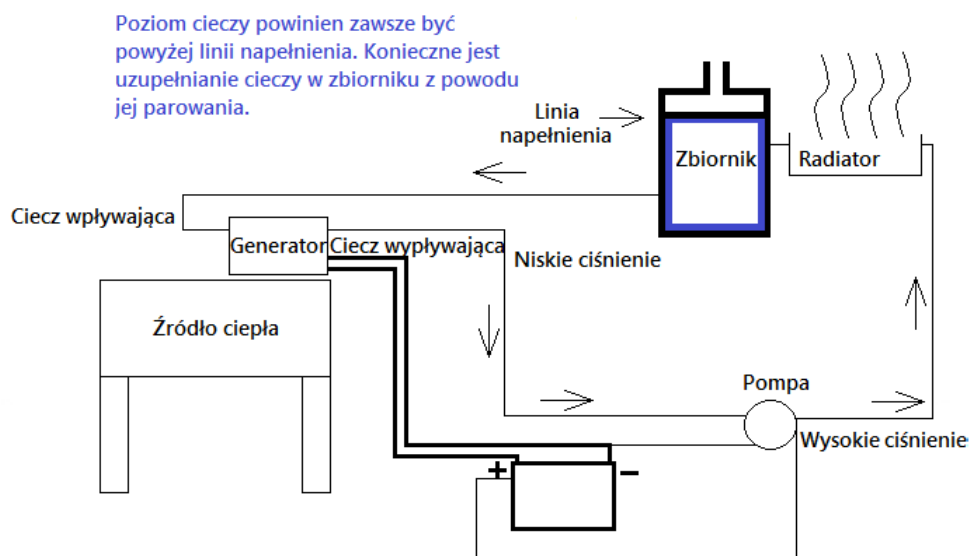 Poziom cieczy powinien zawsze być
powyżej linii napełnienia. Konieczne jest
uzupełnianie cieczy w zbiorniku z powodu
jej parowania.
Linia
napełnienia
Zbiornik
Radiator
Ciecz wpływająca
Generator
Ciecz wypływająca
Niskie ciśnienie
Źródło ciepła
Pompa
Wysokie ciśnienie
+
−